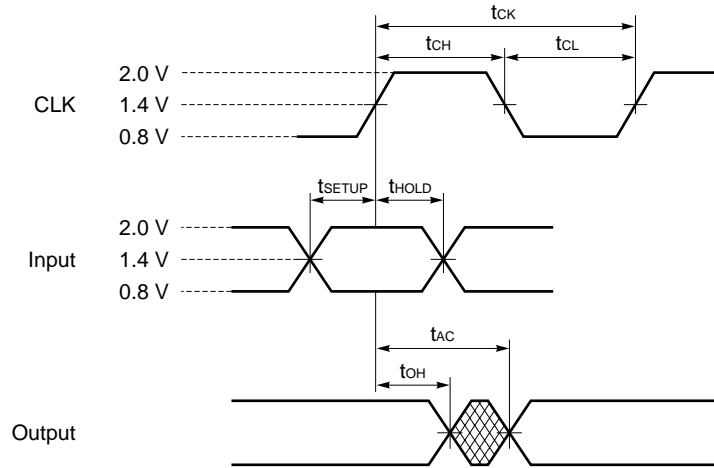 tCK
tCH tCL
2.0 V
CLK 1.4 V
0.8 V
tSETUP tHOLD
2.0 V
Input 1.4 V
0.8 V
tAC
tOH
Output